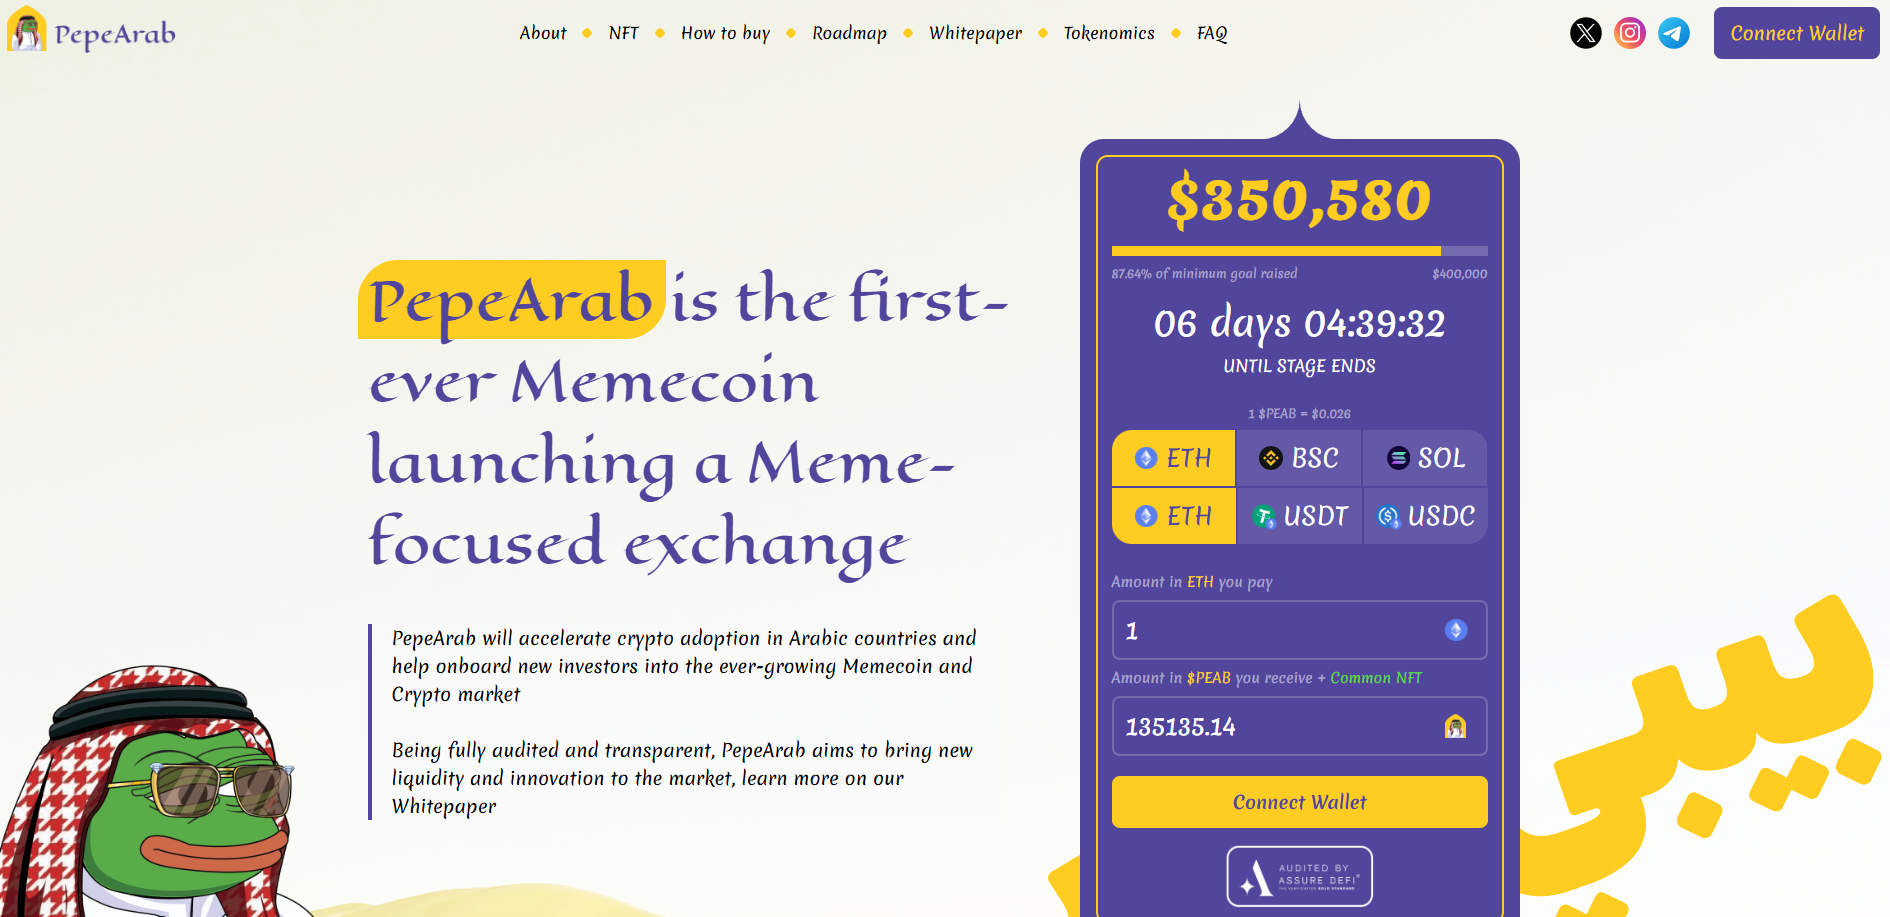 PepeArab
About
NFT
How to buy
Roadmap
Whitepaper
Tokenomics
FAQ
Connect Wallet
PepeArab is the first-
ever Memecoin
launching a Meme-
focused exchange
PepeArab will accelerate crypto adoption in Arabic countries and
help onboard new investors into the ever-growing Memecoin and
Crypto market
Being fully audited and transparent, PepeArab aims to bring new
liquidity and innovation to the market, learn more on our
Whitepaper
$350,580
87.64% of minimum goal raised
$400,000
06 days 04:39:32
UNTIL STAGE ENDS
1 $PEAB = $0.026
ETH
BSC
SOL
ETH
USDT
USDC
Amount in ETH you pay
1
Amount in $PEAB you receive + Common NFT
135135.14
Connect Wallet
AUDITED BY
ASSURE DEFI®
THE VERIFICATION GOLD STANDARD